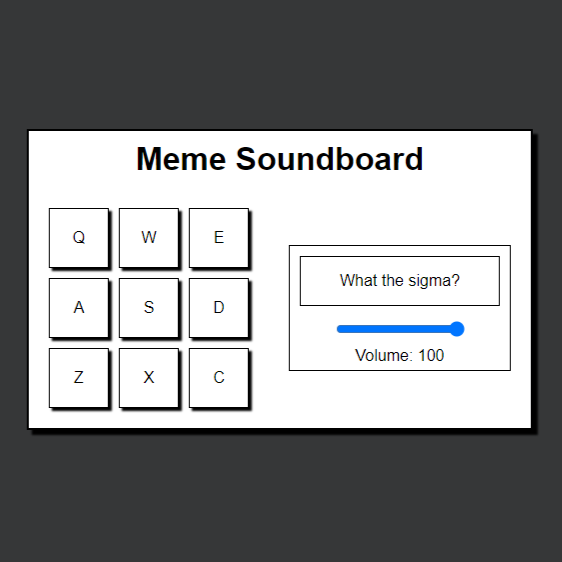 Meme Soundboard
Q W E
A S D
Z X C
What the sigma?
Volume: 100